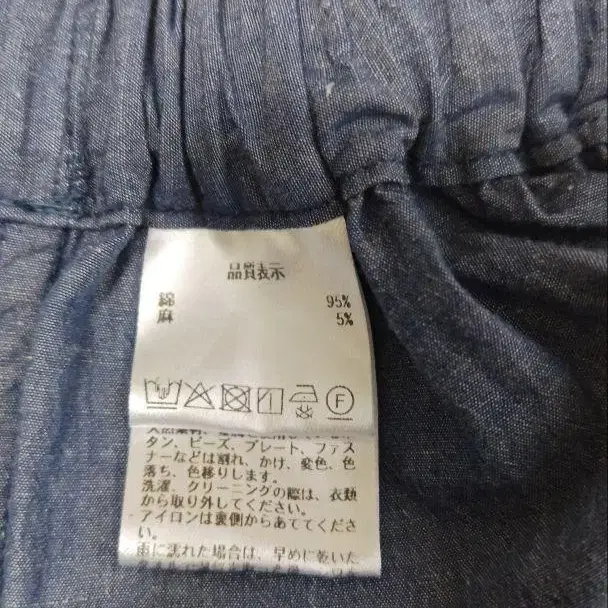 品質表示
綿 95%
麻 5%
F
タン、ビーズ、プレート、ファス
ナーなどは割れ、かけ、変色、色
落ち、色移りします。
洗濯、クリーニングの際は、衣類
から取り外してください。
アイロンは裏側からあててくださ
い。
雨に濡れた場合は、早めに乾いた